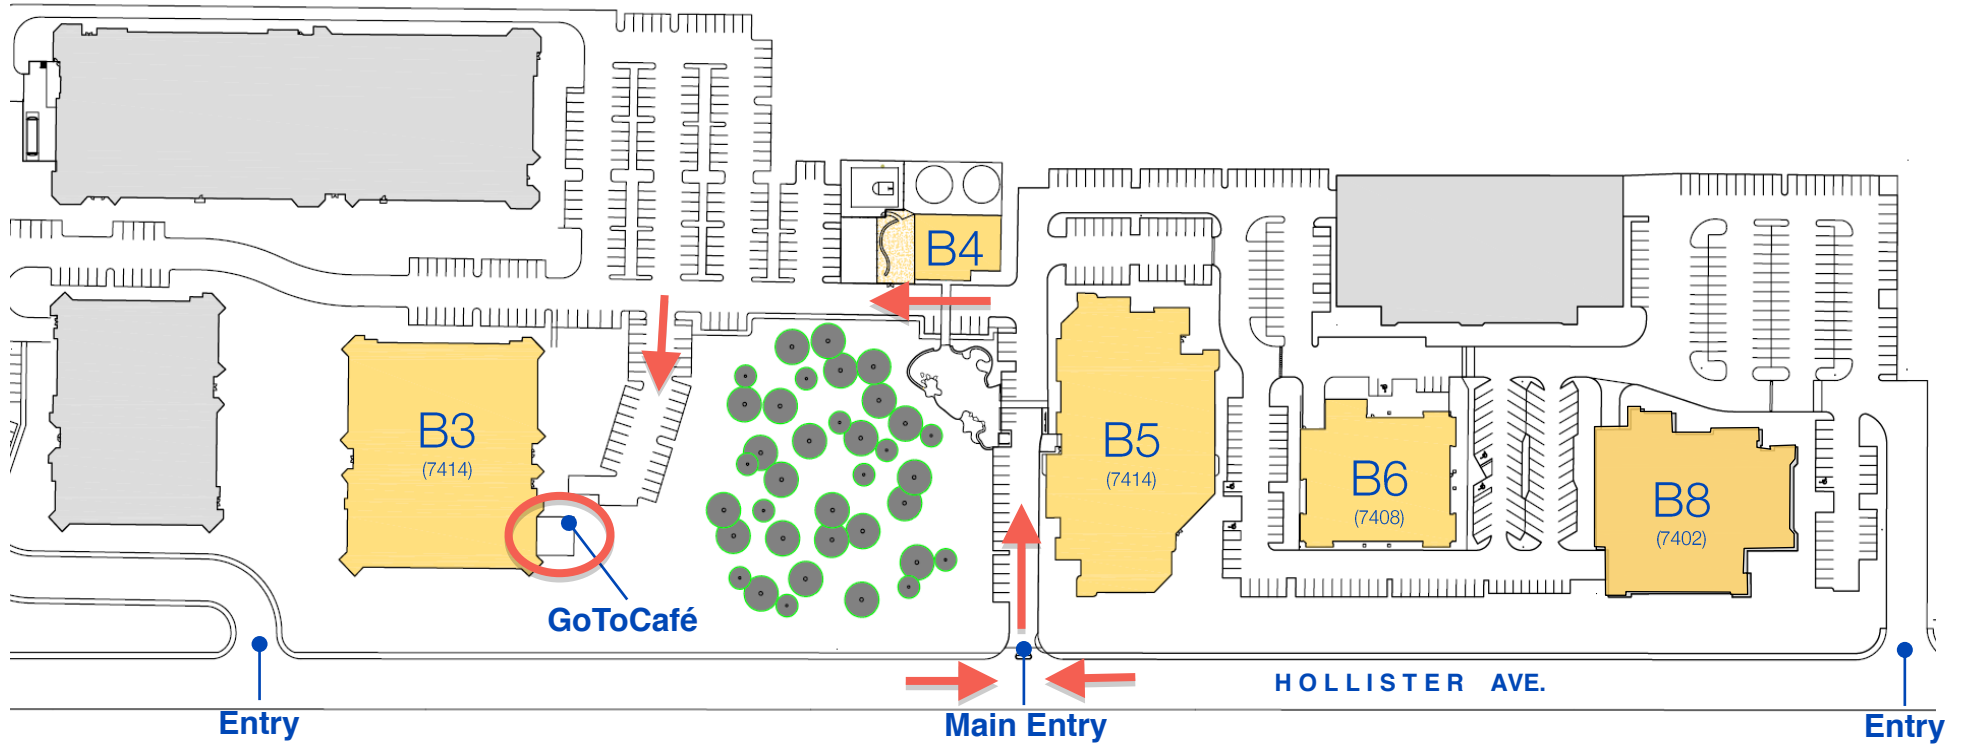 B4
B3
(7414)
B5
(7414)
B6
(7408)
B8
(7402)
GoToCafé
HOLLISTER AVE.
Entry
Main Entry
Entry